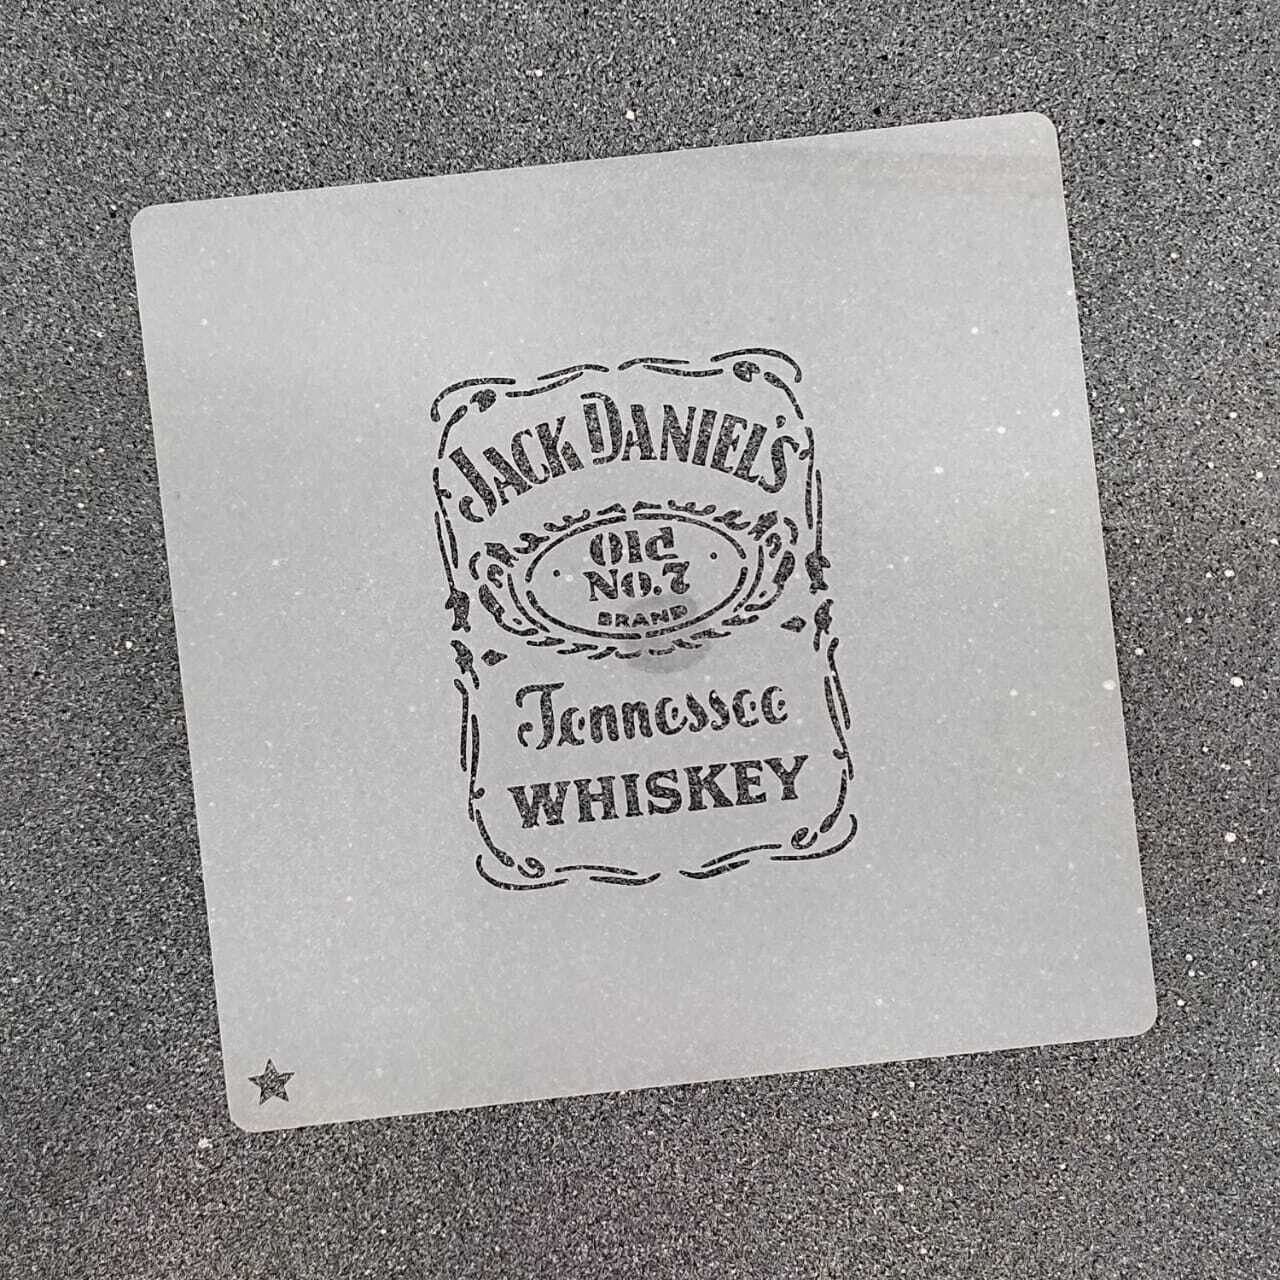 JACK DANIEL'S
Old
No.7
BRAND
Tennessee
WHISKEY